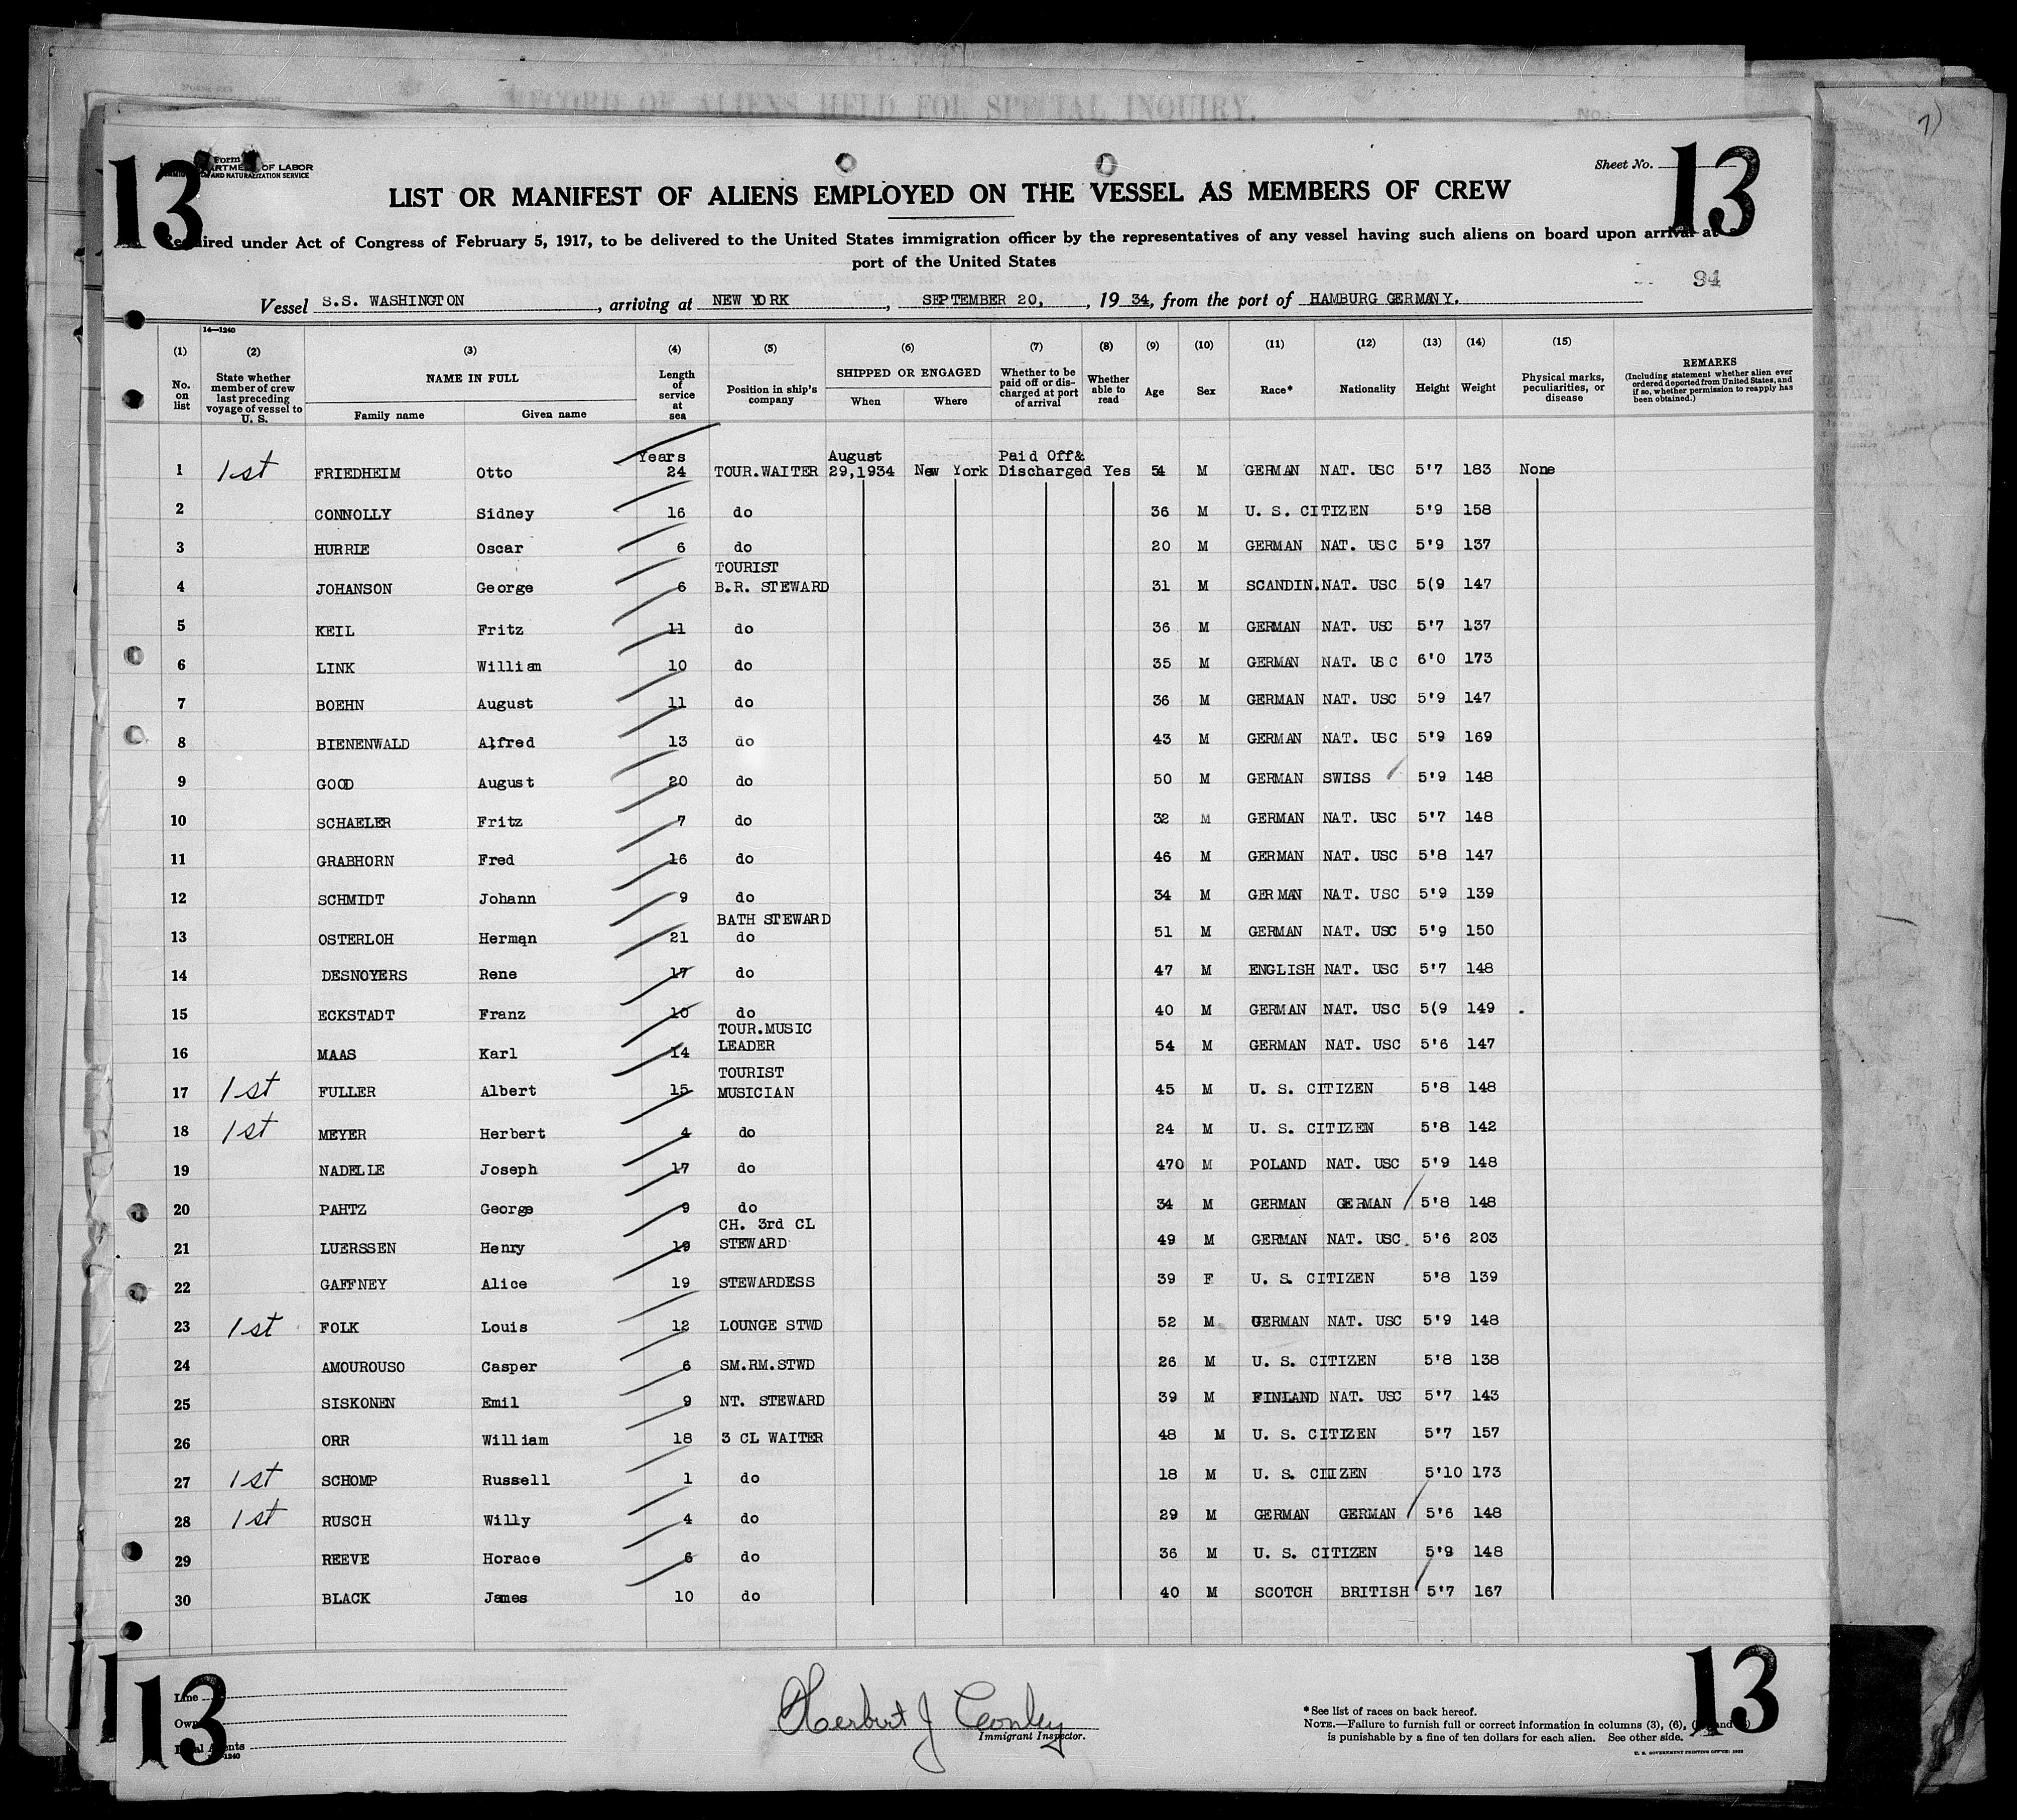 RECORD OF ALIENS HELD FOR SPECIAL INQUIRY.
13
Form
OF LABOR
AND NATURALIZATION SERVICE
Sheet No.
13
LIST OR MANIFEST OF ALIENS EMPLOYED ON THE VESSEL AS MEMBERS OF CREW
Required under Act of Congress of February 5, 1917, to be delivered to the United States immigration officer by the representatives of any vessel having such aliens on board upon arrival at
port of the United States
94
Vessel S.S. WASHINGTON, arriving at NEW YORK, SEPTEMBER 20, 1934, from the port of HAMBURG GERMANY.
14—1240
(1) (2) (3) (4) (5) (6) (7) (8) (9) (10) (11) (12) (13) (14) (15)
No. on list
State whether member of crew last preceding voyage of vessel to U. S.
NAME IN FULL
Family name Given name
Length of service at sea
Position in ship's company
SHIPPED OR ENGAGED
When Where
Whether to be paid off or discharged at port of arrival
Whether able to read
Age
Sex
Race*
Nationality
Height
Weight
Physical marks, peculiarities, or disease
REMARKS
(Including statement whether alien ever ordered deported from United States, and if so, whether permission to reapply has been obtained.)
Years August Paid Off&
1 1st FRIEDHEIM Otto 24 TOUR.WAITER 29,1934 New York Discharged Yes 54 M GERMAN NAT. USC 5'7 183 None
2 CONNOLLY Sidney 16 do 36 M U. S. CITIZEN 5'9 158
3 HURRIE Oscar 6 do 20 M GERMAN NAT. USC 5'9 137
TOURIST
4 JOHANSON George 6 B.R. STEWARD 31 M SCANDIN. NAT. USC 5(9 147
5 KEIL Fritz 11 do 36 M GERMAN NAT. USC 5'7 137
6 LINK William 10 do 35 M GERMAN NAT. USC 6'0 173
7 BOEHN August 11 do 36 M GERMAN NAT. USC 5'9 147
8 BIENENWALD Alfred 13 do 43 M GERMAN NAT. USC 5'9 169
9 GOOD August 20 do 50 M GERMAN SWISS 5'9 148
10 SCHAELER Fritz 7 do 32 M GERMAN NAT. USC 5'7 148
11 GRABHORN Fred 16 do 46 M GERMAN NAT. USC 5'8 147
12 SCHMIDT Johann 9 do 34 M GERMAN NAT. USC 5'9 139
BATH STEWARD
13 OSTERLOH Herman 21 do 51 M GERMAN NAT. USC 5'9 150
14 DESNOYERS Rene 17 do 47 M ENGLISH NAT. USC 5'7 148
15 ECKSTADT Franz 10 do 40 M GERMAN NAT. USC 5(9 149
TOUR.MUSIC
16 MAAS Karl 14 LEADER 54 M GERMAN NAT. USC 5'6 147
TOURIST
17 1st FULLER Albert 15 MUSICIAN 45 M U. S. CITIZEN 5'8 148
18 1st MEYER Herbert 4 do 24 M U. S. CITIZEN 5'8 142
19 NADELLE Joseph 17 do 470 M POLAND NAT. USC 5'9 148
20 PAHTZ George 9 do 34 M GERMAN GERMAN 5'8 148
CH. 3rd CL
21 LUERSSEN Henry 19 STEWARD 49 M GERMAN NAT. USC. 5'6 203
22 GAFFNEY Alice 19 STEWARDESS 39 F U. S. CITIZEN 5'8 139
23 1st FOLK Louis 12 LOUNGE STWD 52 M GERMAN NAT. USC 5'9 148
24 AMOUROUSO Casper 6 SM.RM.STWD 26 M U. S. CITIZEN 5'8 138
25 SISKONEN Emil 9 NT. STEWARD 39 M FINLAND NAT. USC 5'7 143
26 ORR William 18 3 CL WAITER 48 M U. S. CITIZEN 5'7 157
27 1st SCHOMP Russell 1 do 18 M U. S. CIIZEN 5'10 173
28 1st RUSCH Willy 4 do 29 M GERMAN GERMAN 5'6 148
29 REEVE Horace 6 do 36 M U. S. CITIZEN 5'9 148
30 BLACK James 10 do 40 M SCOTCH BRITISH 5'7 167
13
Line
Herbert J Conley
Immigrant Inspector.
*See list of races on back hereof.
NOTE.—Failure to furnish full or correct information in columns (3), (6),
is punishable by a fine of ten dollars for each alien. See other side.
U. S. GOVERNMENT PRINTING OFFICE: 1932
13